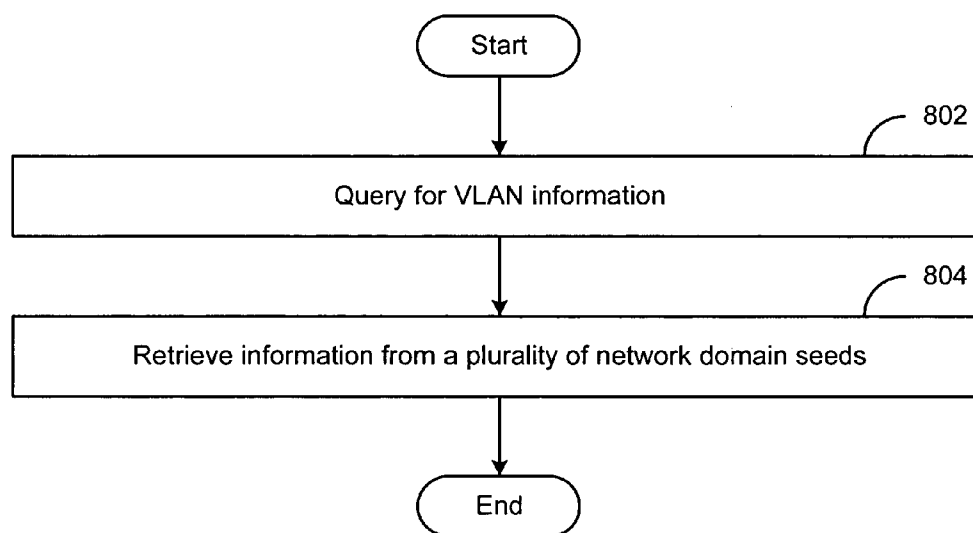 Start
802
Query for VLAN information
804
Retrieve information from a plurality of network domain seeds
End